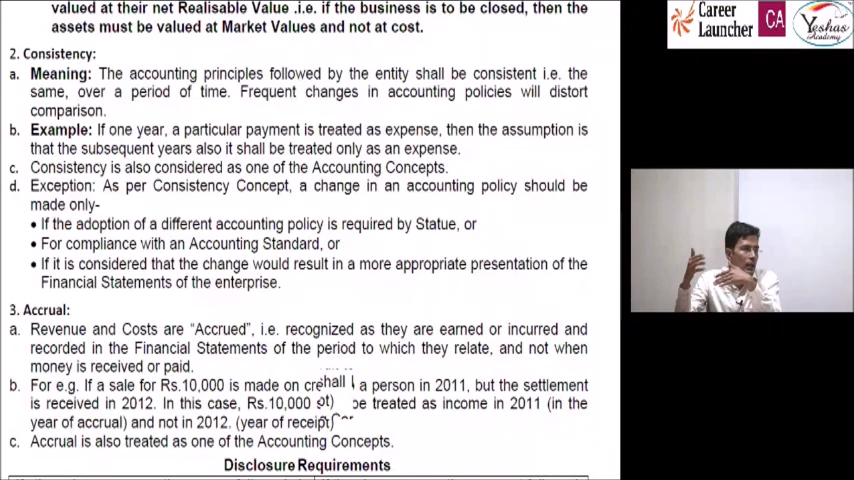 valued at their net Realisable Value .i.e. if the business is to be closed, then the
assets must be valued at Market Values and not at cost.
2. Consistency:
a. Meaning: The accounting principles followed by the entity shall be consistent i.e. the
same, over a period of time. Frequent changes in accounting policies will distort
comparison.
b. Example: If one year, a particular payment is treated as expense, then the assumption is
that the subsequent years also it shall be treated only as an expense.
c. Consistency is also considered as one of the Accounting Concepts.
d. Exception: As per Consistency Concept, a change in an accounting policy should be
made only-
• If the adoption of a different accounting policy is required by Statue, or
• For compliance with an Accounting Standard, or
• If it is considered that the change would result in a more appropriate presentation of the
Financial Statements of the enterprise.
3. Accrual:
a. Revenue and Costs are “Accrued”, i.e. recognized as they are earned or incurred and
recorded in the Financial Statements of the period to which they relate, and not when
money is received or paid.
b. For e.g. If a sale for Rs.10,000 is made on a person in 2011, but the settlement
is received in 2012. In this case, Rs.10,000 be treated as income in 2011 (in the
year of accrual) and not in 2012. (year of receipt)
c. Accrual is also treated as one of the Accounting Concepts.
Disclosure Requirements
Career
Launcher
CA
Yeshas
Academy